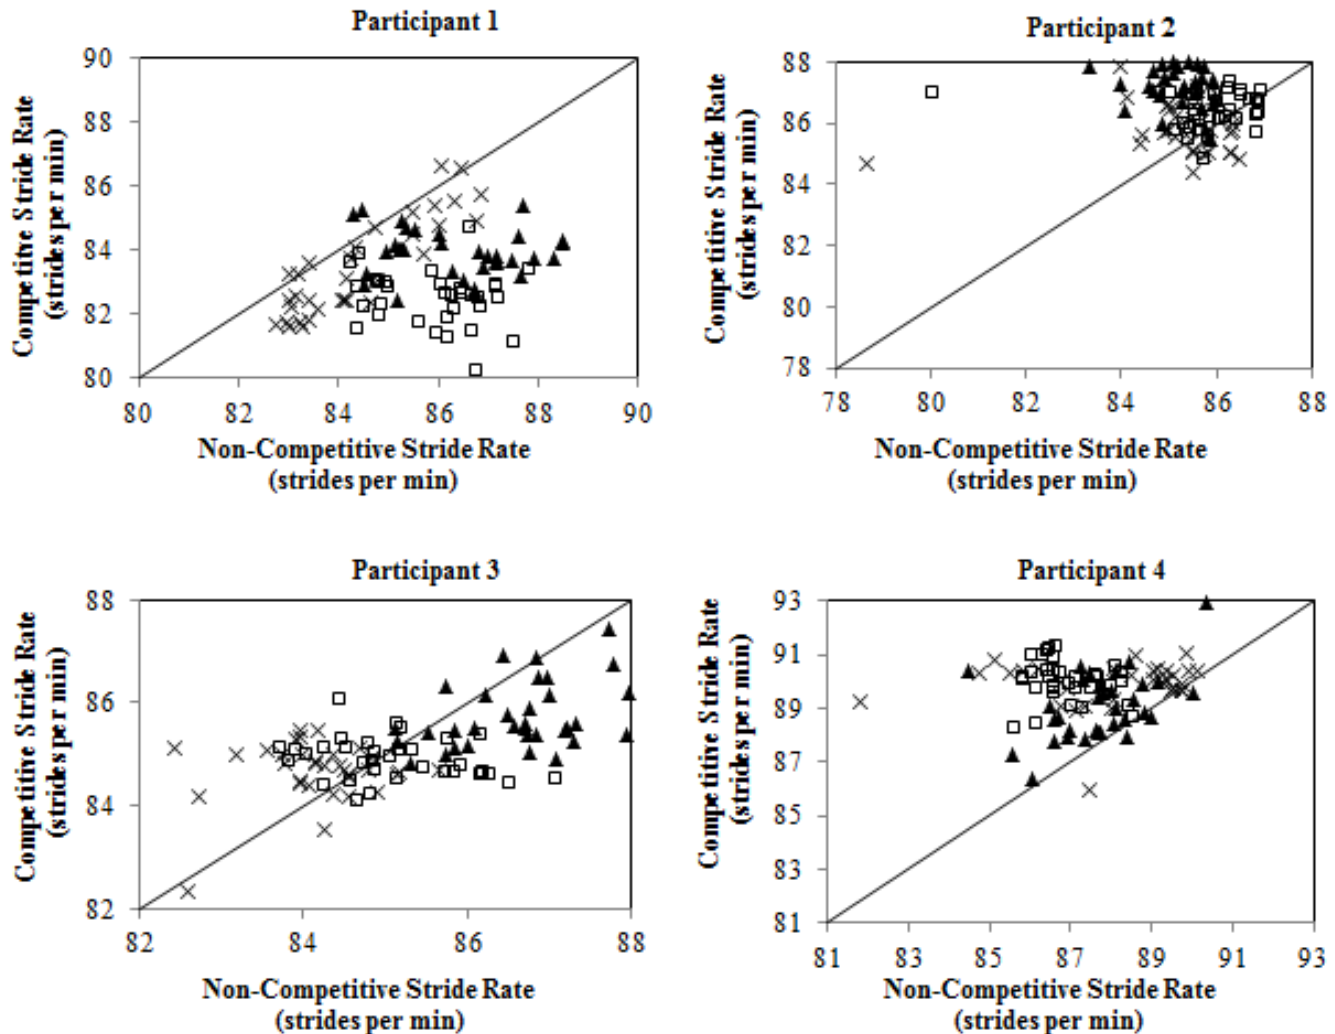 Participant 1
Competitive Stride Rate
(strides per min)
90
88
86
84
82
80
80 82 84 86 88 90
Non-Competitive Stride Rate
(strides per min)
Participant 2
Competitive Stride Rate
(strides per min)
88
86
84
82
80
78
78 80 82 84 86 88
Non-Competitive Stride Rate
(strides per min)
Participant 3
Competitive Stride Rate
(strides per min)
88
86
84
82
82 84 86 88
Non-Competitive Stride Rate
(strides per min)
Participant 4
Competitive Stride Rate
(strides per min)
93
91
89
87
85
83
81
81 83 85 87 89 91 93
Non-Competitive Stride Rate
(strides per min)